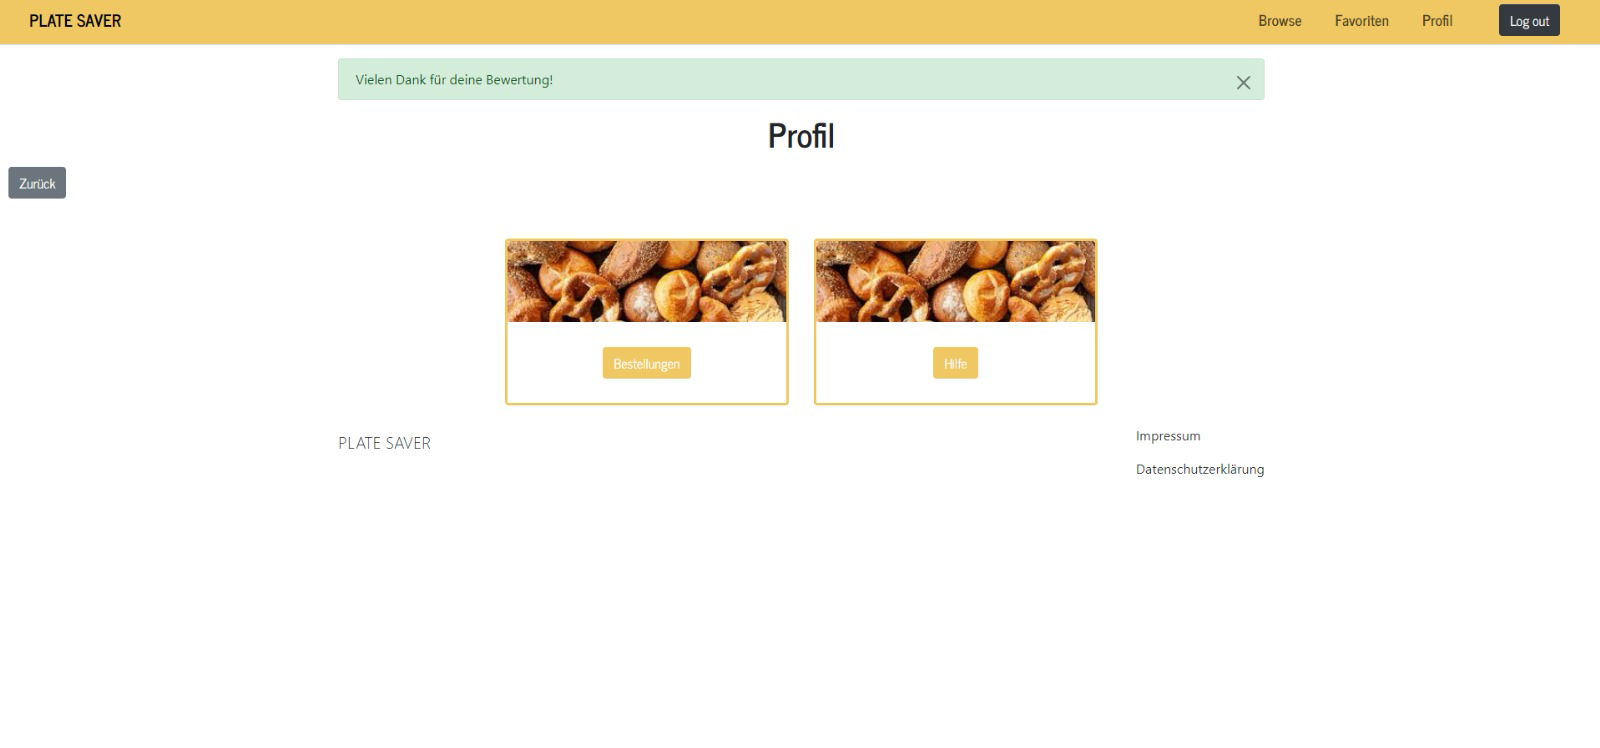 PLATE SAVER
Browse
Favoriten
Profil
Log out
Vielen Dank für deine Bewertung!
Profil
Zurück
Bestellungen
Hilfe
PLATE SAVER
Impressum
Datenschutzerklärung